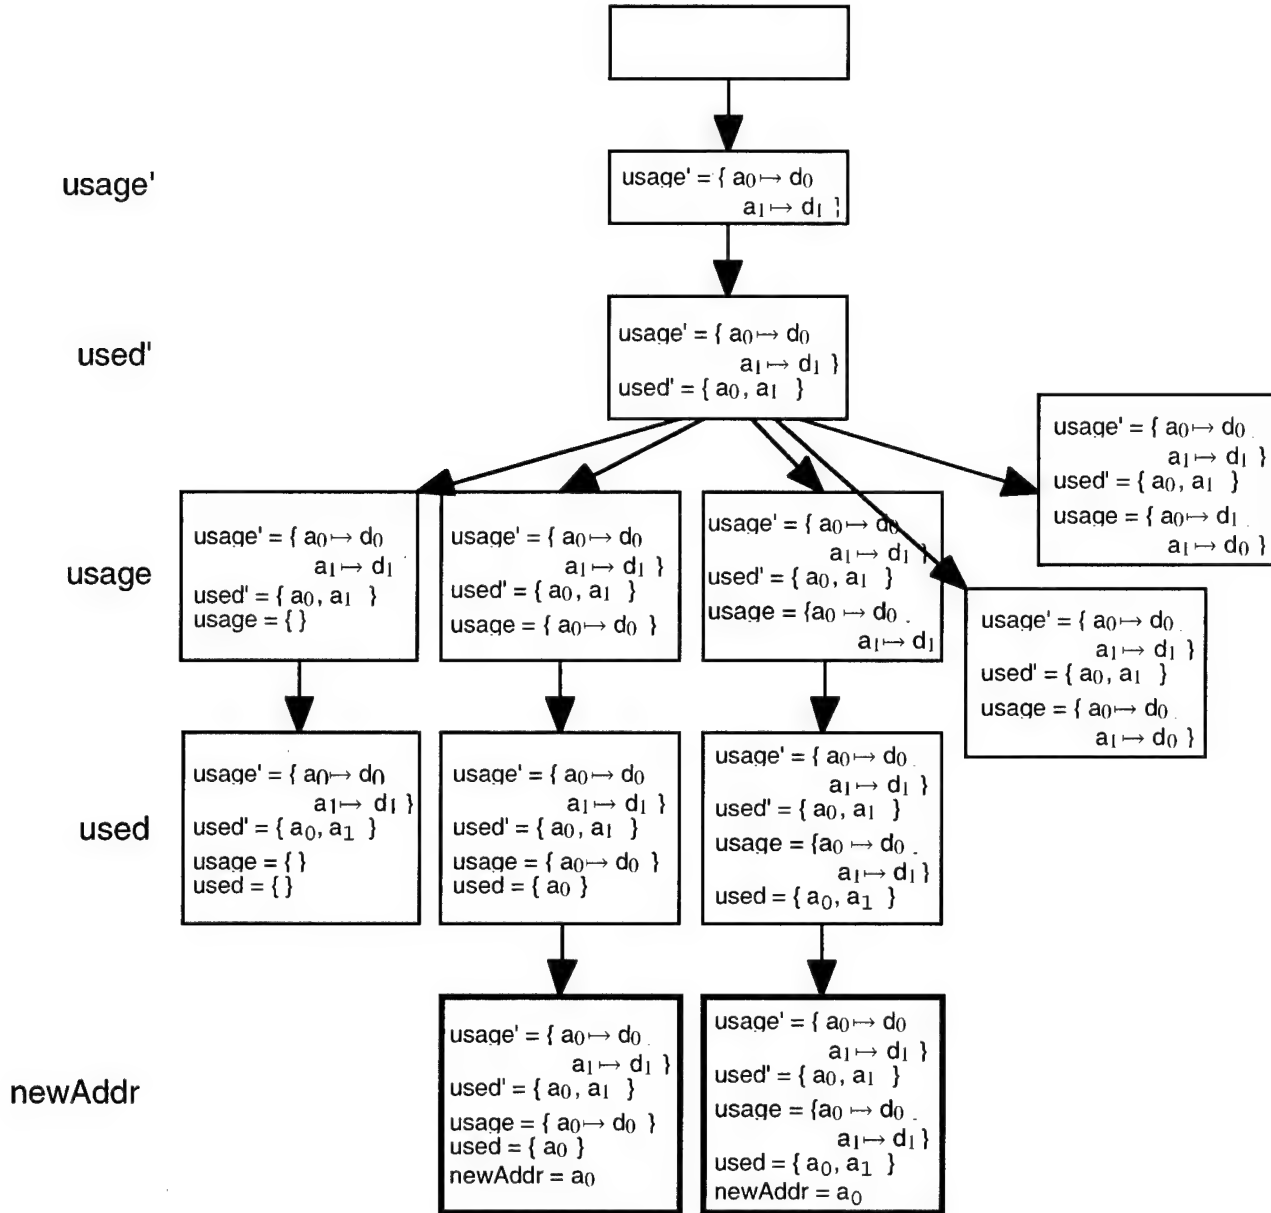 usage'
usage' = { a0 ↦ d0
a1 ↦ d1 }
used'
usage' = { a0 ↦ d0
a1 ↦ d1 }
used' = { a0, a1 }
usage
usage' = { a0 ↦ d0
a1 ↦ d1
used' = { a0, a1 }
usage = { }
usage' = { a0 ↦ d0
a1 ↦ d1 }
used' = { a0, a1 }
usage = { a0 ↦ d0 }
usage' = { a0 ↦ d0
a1 ↦ d1 }
used' = { a0, a1 }
usage = {a0 ↦ d0
a1 ↦ d1
usage' = { a0 ↦ d0
a1 ↦ d1 }
used' = { a0, a1 }
usage = { a0 ↦ d0
a1 ↦ d0 }
usage' = { a0 ↦ d0
a1 ↦ d1 }
used' = { a0, a1 }
usage = { a0 ↦ d1
a1 ↦ d0 }
used
usage' = { a0 ↦ d0
a1 ↦ d1 }
used' = { a0, a1 }
usage = { }
used = { }
usage' = { a0 ↦ d0
a1 ↦ d1 }
used' = { a0, a1 }
usage = { a0 ↦ d0 }
used = { a0 }
usage' = { a0 ↦ d0
a1 ↦ d1 }
used' = { a0, a1 }
usage = {a0 ↦ d0
a1 ↦ d1 }
used = { a0, a1 }
newAddr
usage' = { a0 ↦ d0
a1 ↦ d1 }
used' = { a0, a1 }
usage = { a0 ↦ d0 }
used = { a0 }
newAddr = a0
usage' = { a0 ↦ d0
a1 ↦ d1 }
used' = { a0, a1 }
usage = {a0 ↦ d0
a1 ↦ d1 }
used = { a0, a1 }
newAddr = a0